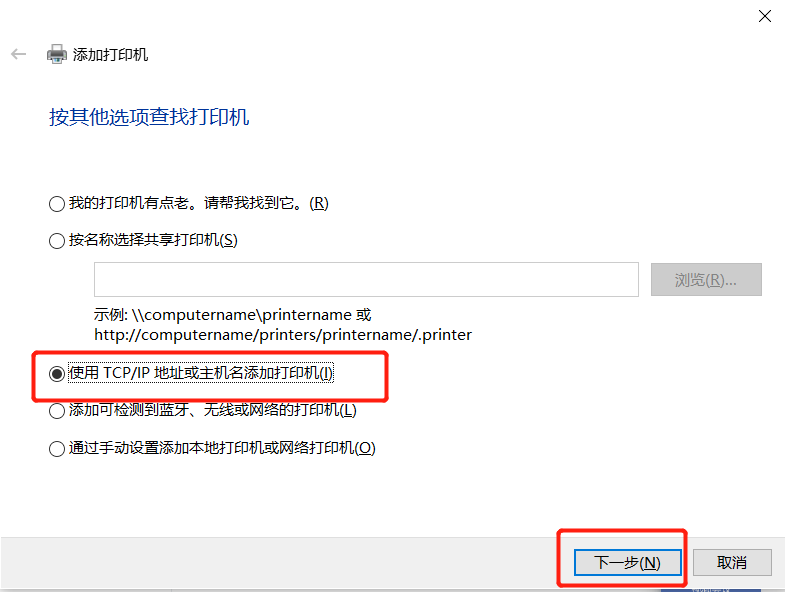 添加打印机
按其他选项查找打印机
我的打印机有点老。请帮我找到它。(R)
按名称选择共享打印机(S)
浏览(R)...
示例: \\computername\printername 或
http://computername/printers/printername/.printer
使用 TCP/IP 地址或主机名添加打印机(I)
添加可检测到蓝牙、无线或网络的打印机(L)
通过手动设置添加本地打印机或网络打印机(O)
下一步(N)
取消